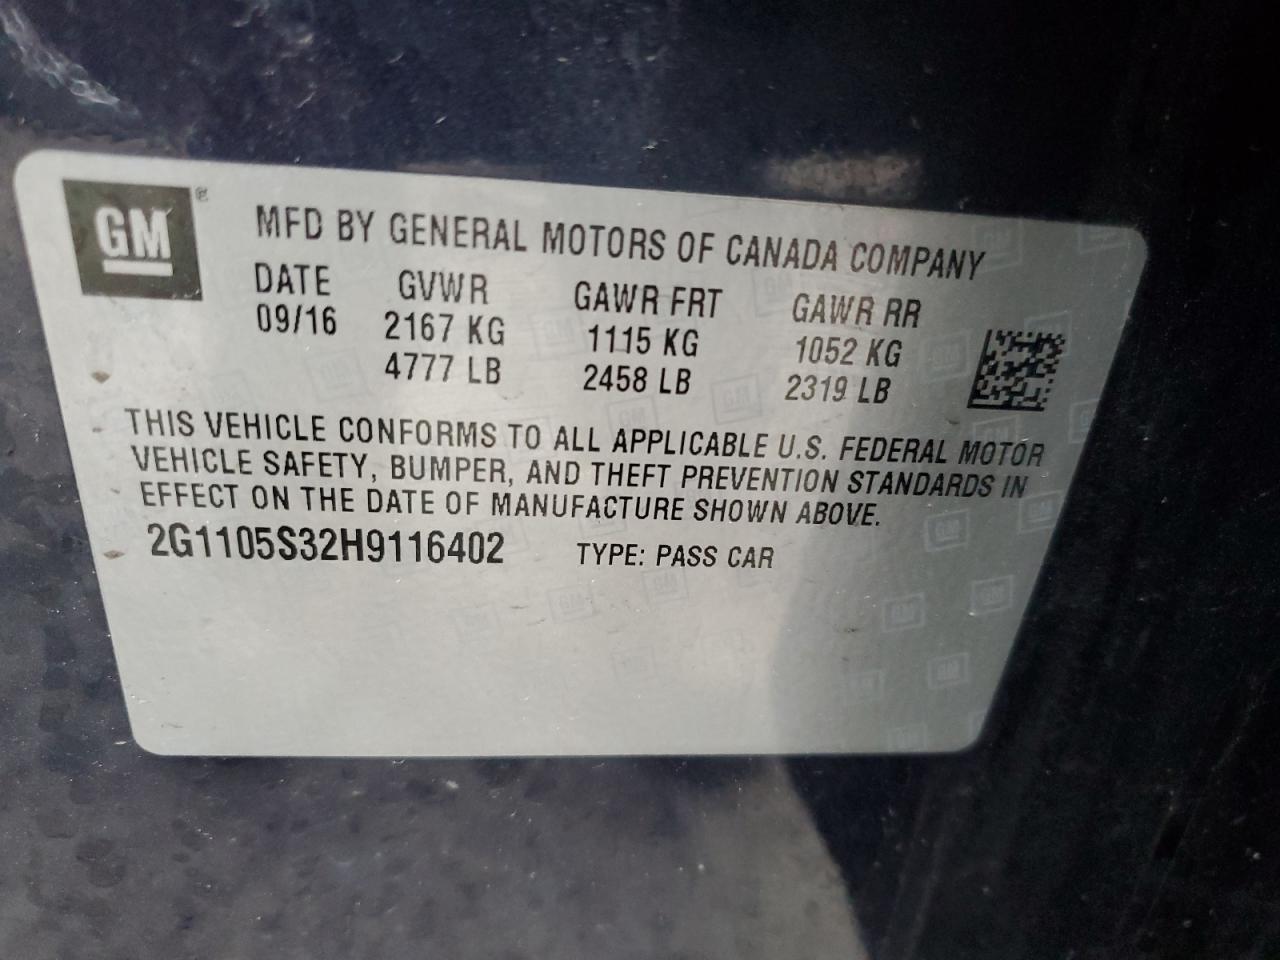 GM ®
MFD BY GENERAL MOTORS OF CANADA COMPANY
DATE GVWR GAWR FRT GAWR RR
09/16 2167 KG 1115 KG 1052 KG
4777 LB 2458 LB 2319 LB
THIS VEHICLE CONFORMS TO ALL APPLICABLE U.S. FEDERAL MOTOR
VEHICLE SAFETY, BUMPER, AND THEFT PREVENTION STANDARDS IN
EFFECT ON THE DATE OF MANUFACTURE SHOWN ABOVE.
2G1105S32H9116402 TYPE: PASS CAR